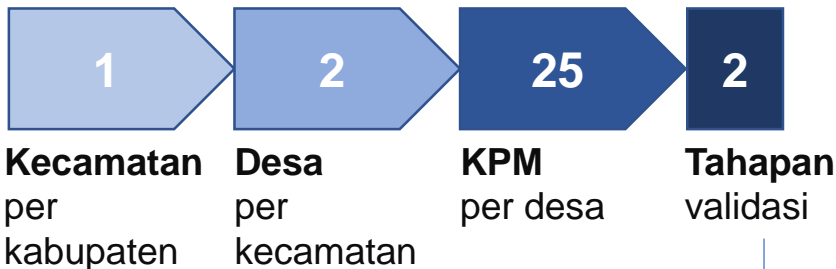 1
2
25
2
Kecamatan
per
kabupaten
Desa
per
kecamatan
KPM
per desa
Tahapan
validasi